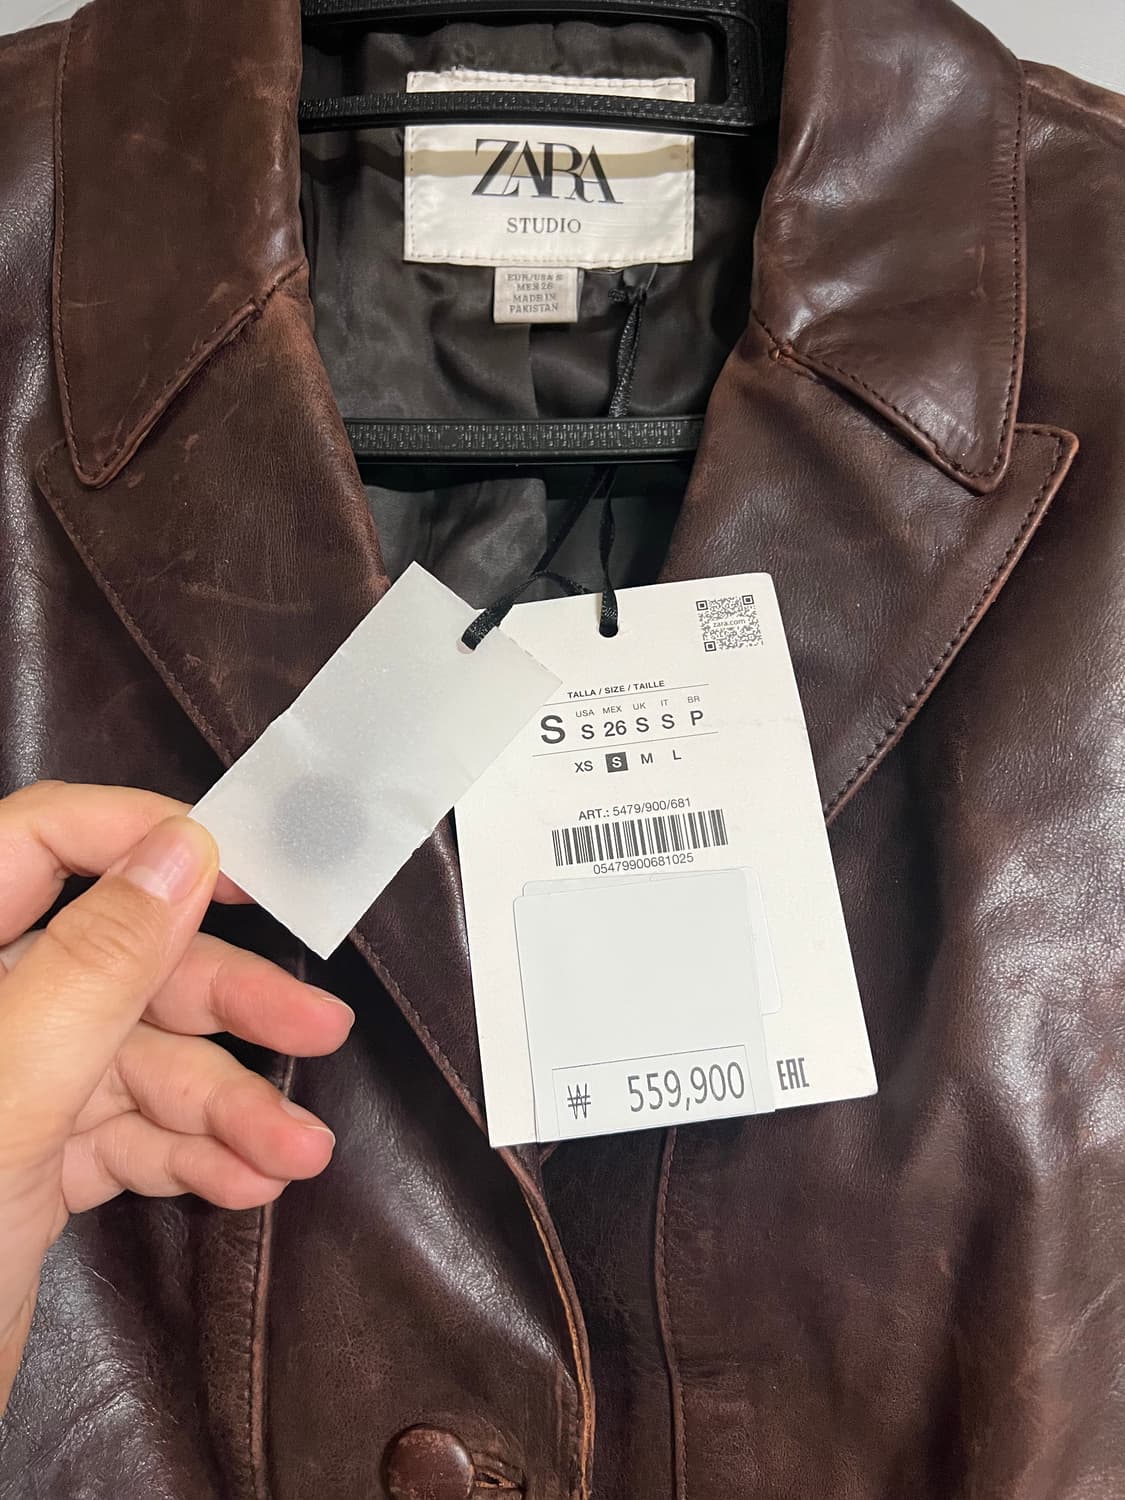 ZARA
STUDIO
EUR/USA S
MEX 26
MADE IN
PAKISTAN
zara.com
TALLA / SIZE / TAILLE
USA MEX UK IT BR
S S 26 S S P
XS S M L
ART.: 5479/900/681
05479900681025
₩ 559,900
EAC